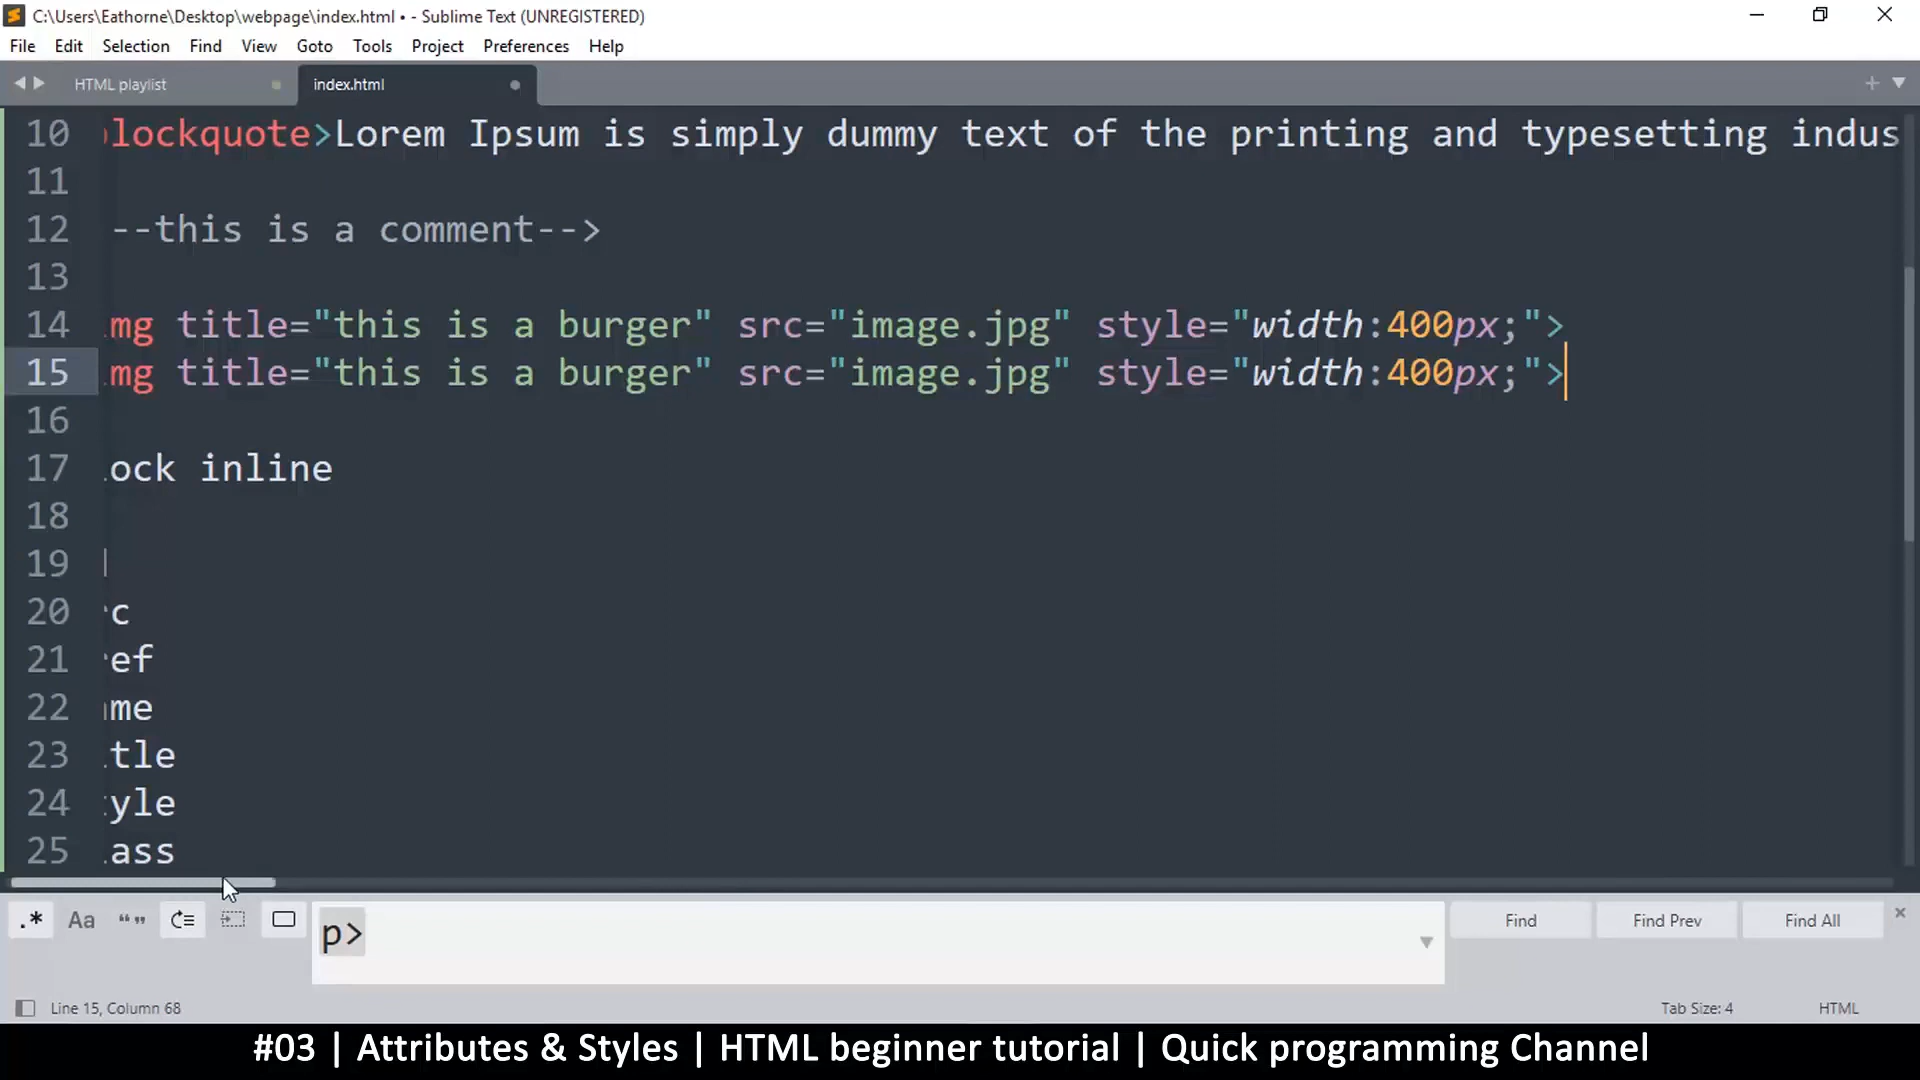 C:\Users\Eathorne\Desktop\webpage\index.html • - Sublime Text (UNREGISTERED)
File Edit Selection Find View Goto Tools Project Preferences Help
HTML playlist index.html
10 lockquote>Lorem Ipsum is simply dummy text of the printing and typesetting indus
11
12 --this is a comment-->
13
14 mg title="this is a burger" src="image.jpg" style="width:400px;">
15 mg title="this is a burger" src="image.jpg" style="width:400px;">
16
17 ock inline
18
19
20 c
21 ef
22 me
23 tle
24 yle
25 ass
.* Aa “” p> Find Find Prev Find All
Line 15, Column 68 Tab Size: 4 HTML
#03 | Attributes & Styles | HTML beginner tutorial | Quick programming Channel